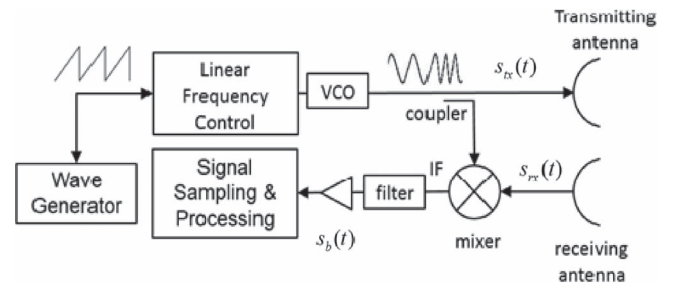 Transmitting
antenna
Linear
Frequency
Control
VCO
s_tx(t)
coupler
Wave
Generator
Signal
Sampling &
Processing
s_b(t)
filter
IF
mixer
s_rx(t)
receiving
antenna